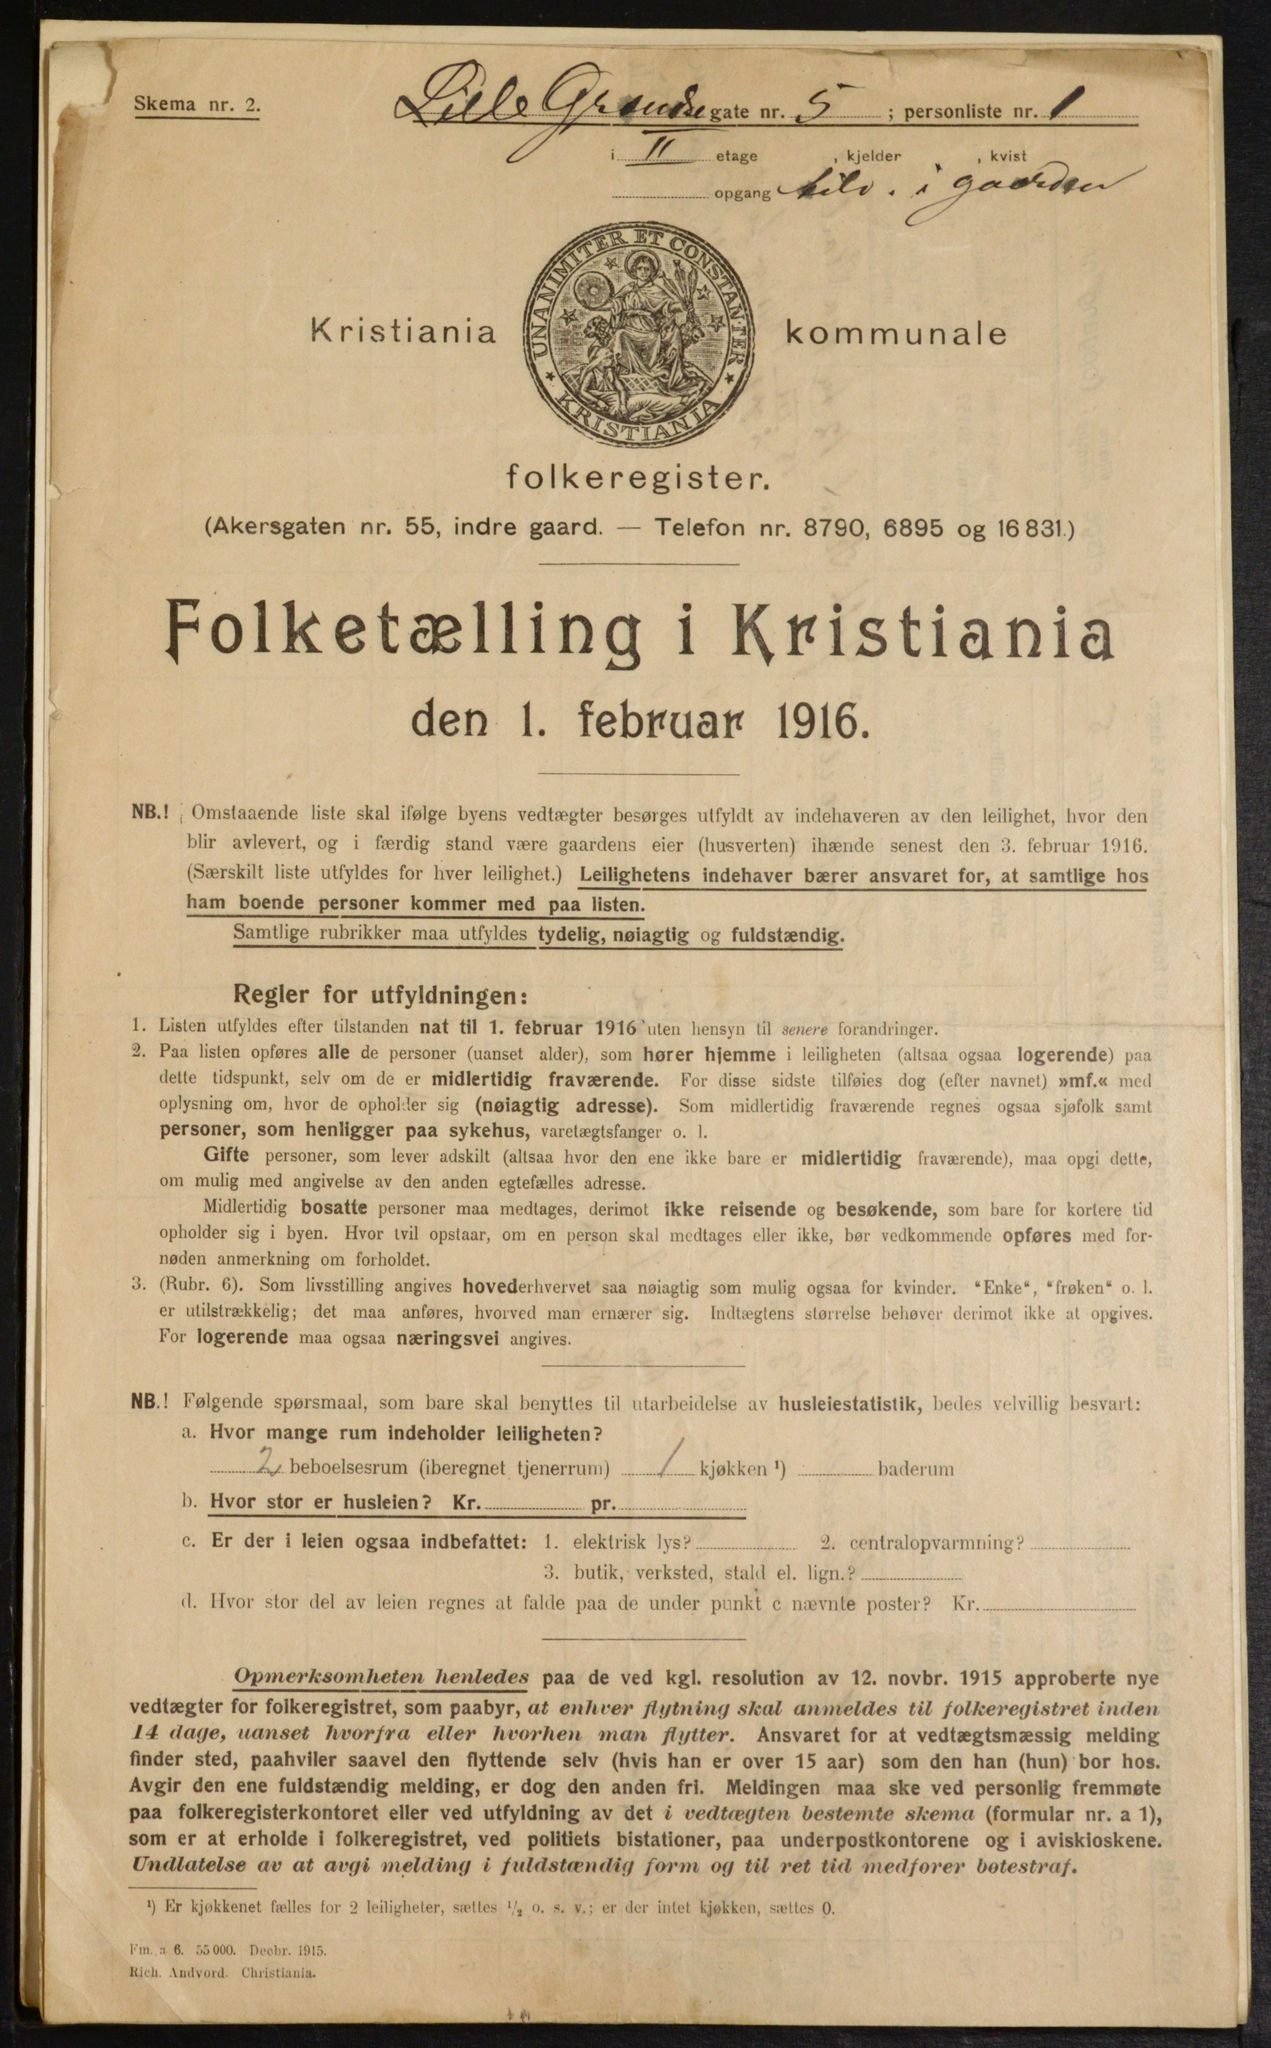 Skema nr. 2.
Lille Grændse gate nr. 5 ; personliste nr. 1
i II etage , kjelder , kvist
opgang i gaarden
UNANIMITER ET CONSTANTER
KRISTIANIA
Kristiania kommunale
folkeregister.
(Akersgaten nr. 55, indre gaard. — Telefon nr. 8790, 6895 og 16 831.)
Folketælling i Kristiania
den 1. februar 1916.
NB.! Omstaaende liste skal ifølge byens vedtægter besørges utfyldt av indehaveren av den leilighet, hvor den
blir avlevert, og i færdig stand være gaardens eier (husverten) ihænde senest den 3. februar 1916.
(Særskilt liste utfyldes for hver leilighet.) Leilighetens indehaver bærer ansvaret for, at samtlige hos
ham boende personer kommer med paa listen.
Samtlige rubrikker maa utfyldes tydelig, nøiagtig og fuldstændig.
Regler for utfyldningen:
1. Listen utfyldes efter tilstanden nat til 1. februar 1916 uten hensyn til senere forandringer.
2. Paa listen opføres alle de personer (uanset alder), som hører hjemme i leiligheten (altsaa ogsaa logerende) paa
dette tidspunkt, selv om de er midlertidig fraværende. For disse sidste tilføies dog (efter navnet) »mf.« med
oplysning om, hvor de opholder sig (nøiagtig adresse). Som midlertidig fraværende regnes ogsaa sjøfolk samt
personer, som henligger paa sykehus, varetægtsfanger o. l.
Gifte personer, som lever adskilt (altsaa hvor den ene ikke bare er midlertidig fraværende), maa opgi dette,
om mulig med angivelse av den anden egtefælles adresse.
Midlertidig bosatte personer maa medtages, derimot ikke reisende og besøkende, som bare for kortere tid
opholder sig i byen. Hvor tvil opstaar, om en person skal medtages eller ikke, bør vedkommende opføres med for-
nøden anmerkning om forholdet.
3. (Rubr. 6). Som livsstilling angives hovederhvervet saa nøiagtig som mulig ogsaa for kvinder. "Enke", "frøken" o. l.
er utilstrækkelig; det maa anføres, hvorved man ernærer sig. Indtægtens størrelse behøver derimot ikke at opgives.
For logerende maa ogsaa næringsvei angives.
NB.! Følgende spørsmaal, som bare skal benyttes til utarbeidelse av husleiestatistik, bedes velvillig besvart:
a. Hvor mange rum indeholder leiligheten?
2 beboelsesrum (iberegnet tjenerrum) 1 kjøkken ¹) baderum
b. Hvor stor er husleien? Kr. pr.
c. Er der i leien ogsaa indbefattet: 1. elektrisk lys? 2. centralopvarmning?
3. butik, verksted, stald el. lign.?
d. Hvor stor del av leien regnes at falde paa de under punkt c nævnte poster? Kr.
Opmerksomheten henledes paa de ved kgl. resolution av 12. novbr. 1915 approberte nye
vedtægter for folkeregistret, som paabyr, at enhver flytning skal anmeldes til folkeregistret inden
14 dage, uanset hvorfra eller hvorhen man flytter. Ansvaret for at vedtægtsmæssig melding
finder sted, paahviler saavel den flyttende selv (hvis han er over 15 aar) som den han (hun) bor hos.
Avgir den ene fuldstændig melding, er dog den anden fri. Meldingen maa ske ved personlig fremmøte
paa folkeregisterkontoret eller ved utfyldning av det i vedtægten bestemte skema (formular nr. a 1),
som er at erholde i folkeregistret, ved politiets bistationer, paa underpostkontorene og i aviskioskene.
Undlatelse av at avgi melding i fuldstændig form og til ret tid medfører bøtestraf.
¹) Er kjøkkenet fælles for 2 leiligheter, sættes ¹/₂ o. s. v.; er der intet kjøkken, sættes 0.
Fm. a 6. 55 000. Decbr. 1915.
Rich. Andvord. Christiania.